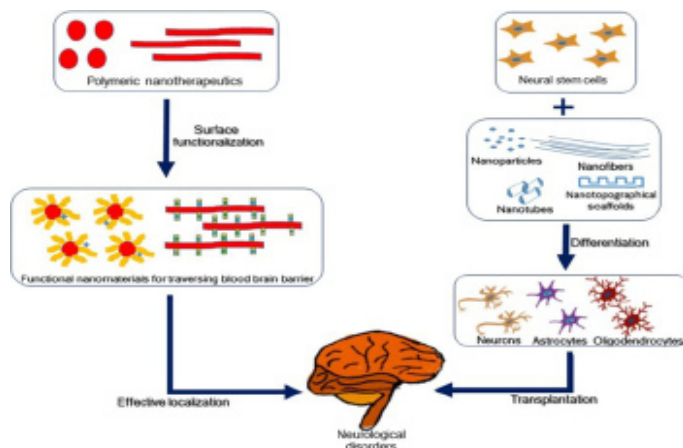 Polymeric nanotherapeutics
Surface
functionalization
Functional nanomaterials for traversing blood brain barrier
Effective localization
Neural stem cells
+
Nanoparticles
Nanofibers
Nanotubes
Nanotopographical
scaffolds
Differentiation
Neurons
Astrocytes
Oligodendrocytes
Transplantation
Neurological
disorders